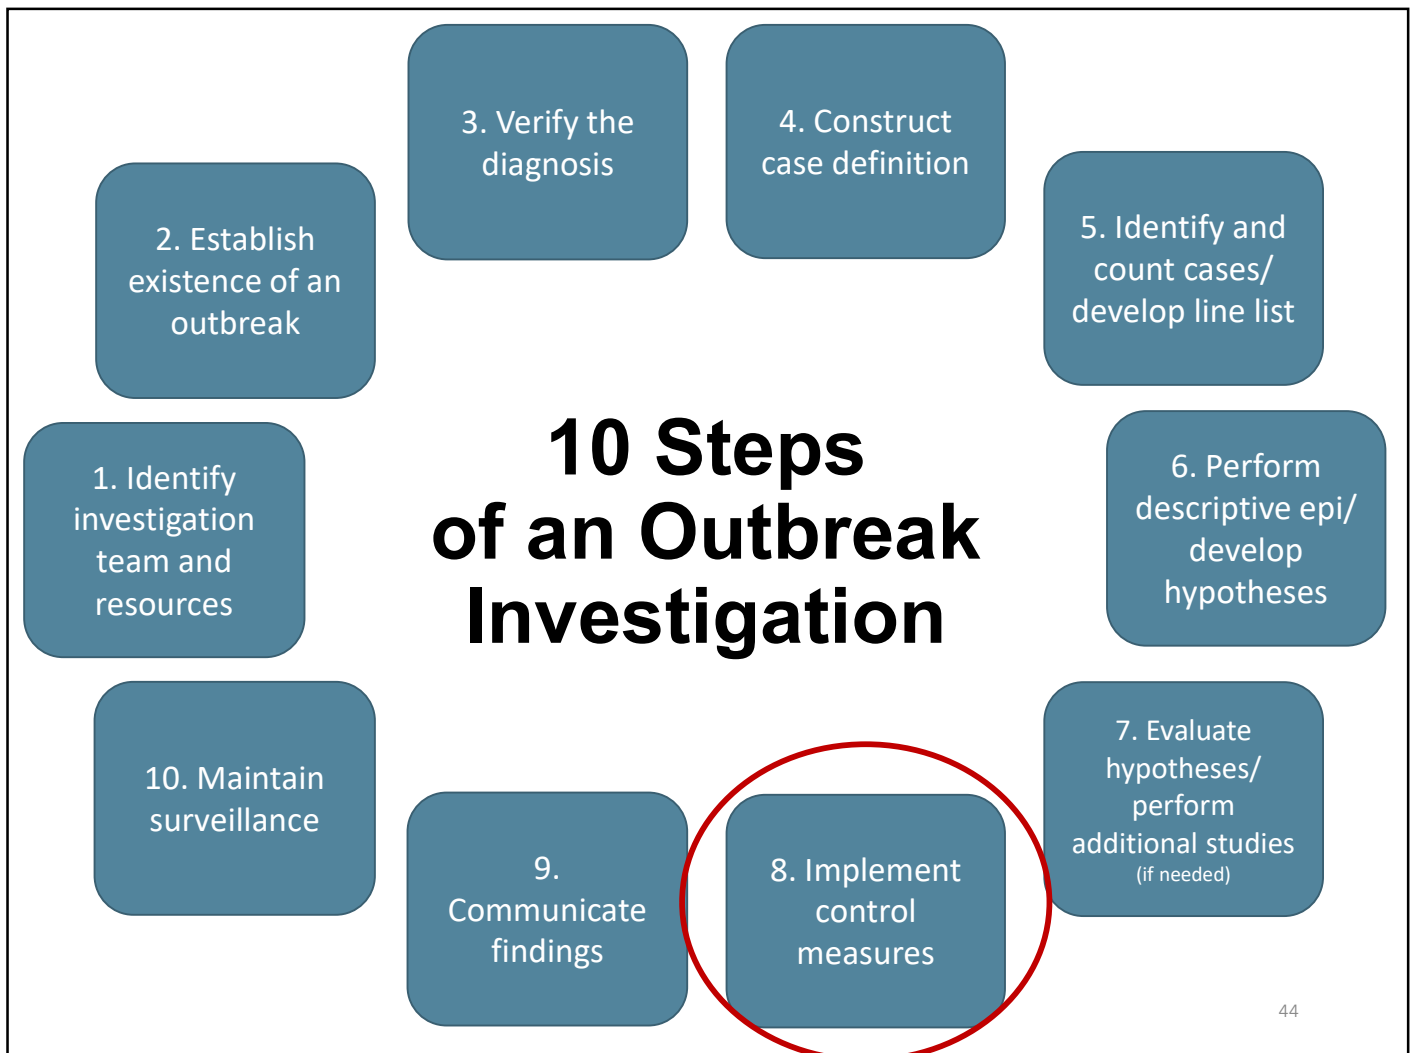 10 Steps
of an Outbreak
Investigation
1. Identify
investigation
team and
resources
2. Establish
existence of an
outbreak
3. Verify the
diagnosis
4. Construct
case definition
5. Identify and
count cases/
develop line list
6. Perform
descriptive epi/
develop
hypotheses
7. Evaluate
hypotheses/
perform
additional studies
(if needed)
8. Implement
control
measures
9.
Communicate
findings
10. Maintain
surveillance
44